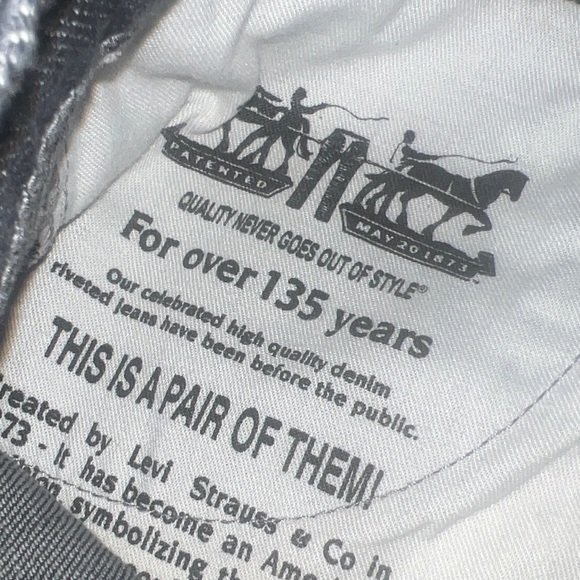 PATENTED
MAY 20 1873
QUALITY NEVER GOES OUT OF STYLE®
For over 135 years
Our celebrated high quality denim
riveted jeans have been before the public.
THIS IS A PAIR OF THEM!
reated by Levi Strauss & Co in
873 - it has become an Ame
symbolizing th